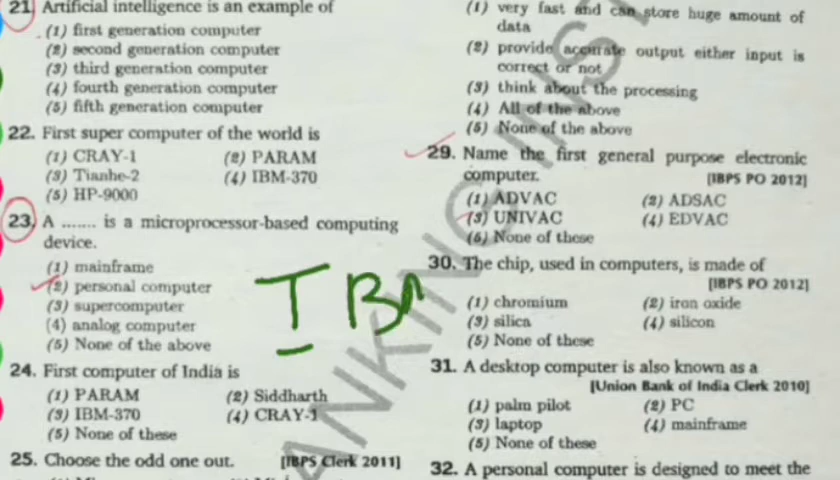 21. Artificial intelligence is an example of
(1) first generation computer
(2) second generation computer
(3) third generation computer
(4) fourth generation computer
(5) fifth generation computer
22. First super computer of the world is
(1) CRAY-1 (2) PARAM
(3) Tianhe-2 (4) IBM-370
(5) HP-9000
23. A ....... is a microprocessor-based computing
device.
(1) mainframe
(2) personal computer
(3) supercomputer
(4) analog computer
(5) None of the above
24. First computer of India is
(1) PARAM (2) Siddharth
(3) IBM-370 (4) CRAY-1
(5) None of these
25. Choose the odd one out. [IBPS Clerk 2011]
(1) very fast and can store huge amount of
data
(2) provide accurate output either input is
correct or not
(3) think about the processing
(4) All of the above
(5) None of the above
29. Name the first general purpose electronic
computer. [IBPS PO 2012]
(1) ADVAC (2) ADSAC
(3) UNIVAC (4) EDVAC
(5) None of these
30. The chip, used in computers, is made of
[IBPS PO 2012]
(1) chromium (2) iron oxide
(3) silica (4) silicon
(5) None of these
31. A desktop computer is also known as a
[Union Bank of India Clerk 2010]
(1) palm pilot (2) PC
(3) laptop (4) mainframe
(5) None of these
32. A personal computer is designed to meet the